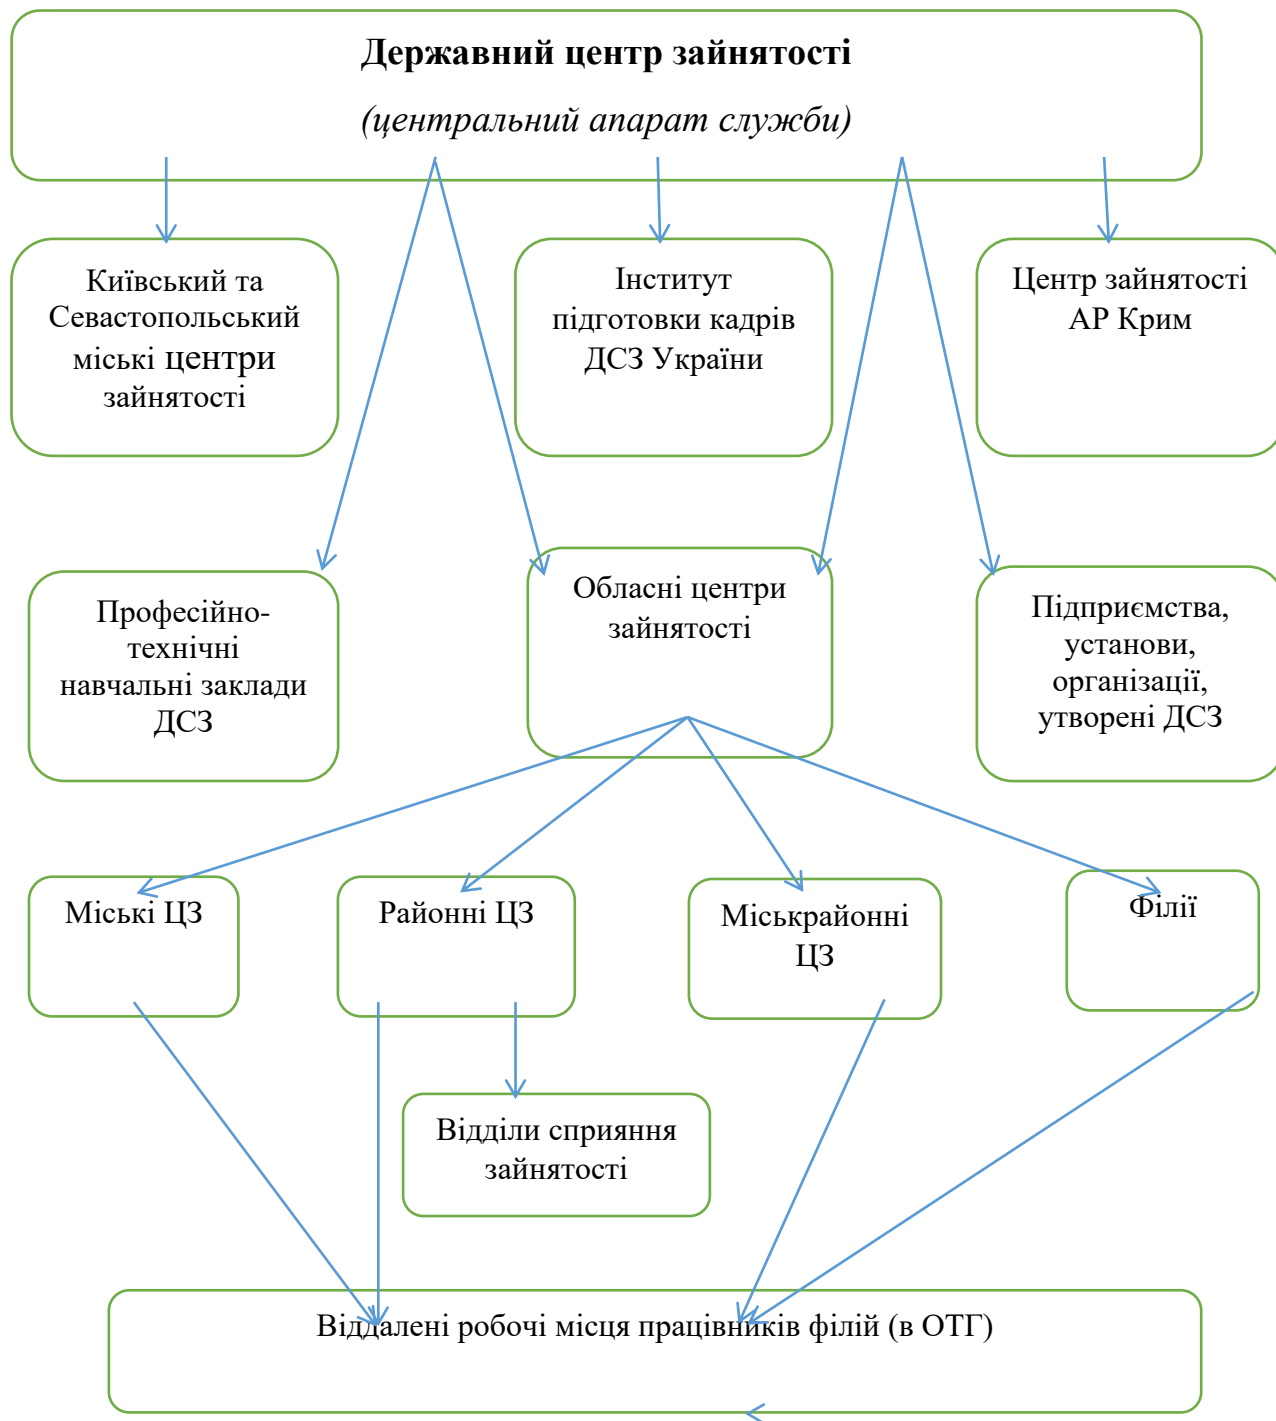 Державний центр зайнятості
(центральний апарат служби)
Київський та
Севастопольський
міські центри
зайнятості
Інститут
підготовки кадрів
ДСЗ України
Центр зайнятості
АР Крим
Професійно-
технічні
навчальні заклади
ДСЗ
Обласні центри
зайнятості
Підприємства,
установи,
організації,
утворені ДСЗ
Міські ЦЗ
Районні ЦЗ
Міськрайонні
ЦЗ
Філії
Відділи сприяння
зайнятості
Віддалені робочі місця працівників філій (в ОТГ)